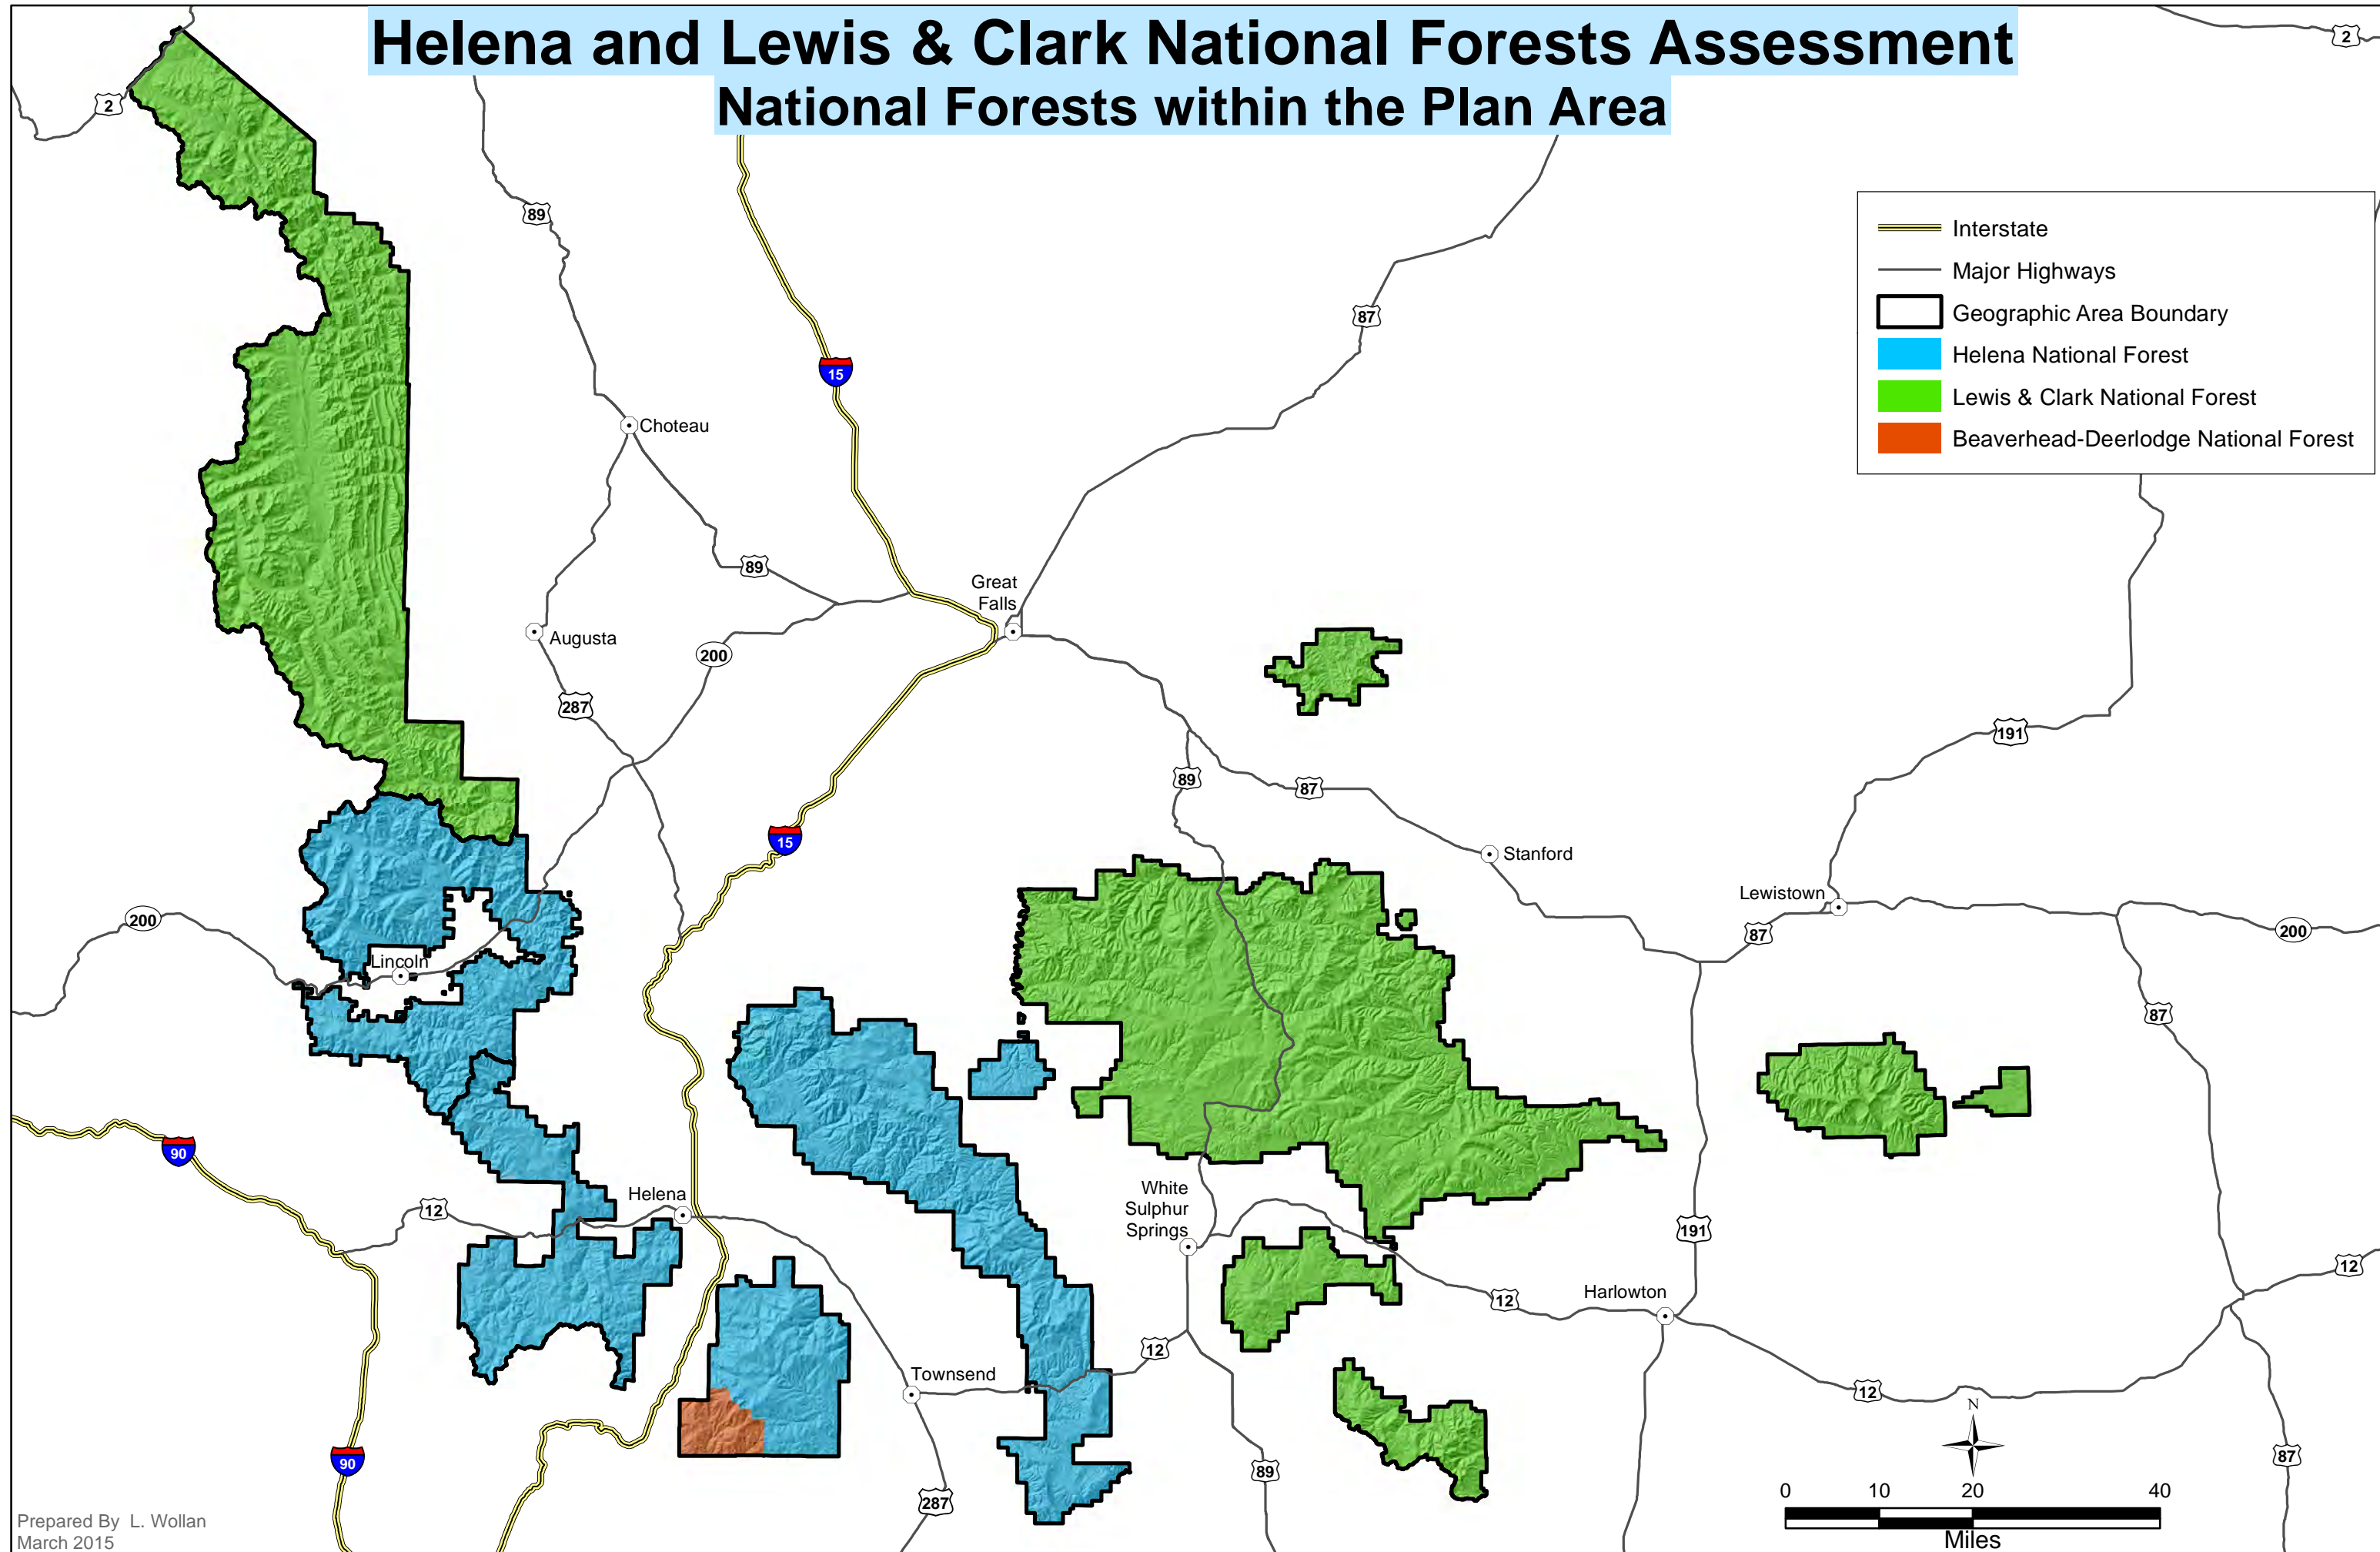 Helena and Lewis & Clark National Forests Assessment
National Forests within the Plan Area
2
2
89
15
87
Interstate
Major Highways
Geographic Area Boundary
Helena National Forest
Lewis & Clark National Forest
Beaverhead-Deerlodge National Forest
Choteau
89
Great
Falls
Augusta
200
287
191
89
87
15
Stanford
Lewistown
200
87
200
Lincoln
87
90
12
Helena
White
Sulphur
Springs
191
12
12
Harlowton
12
Townsend
12
N
90
89
87
287
0 10 20 40
Miles
Prepared By L. Wollan
March 2015